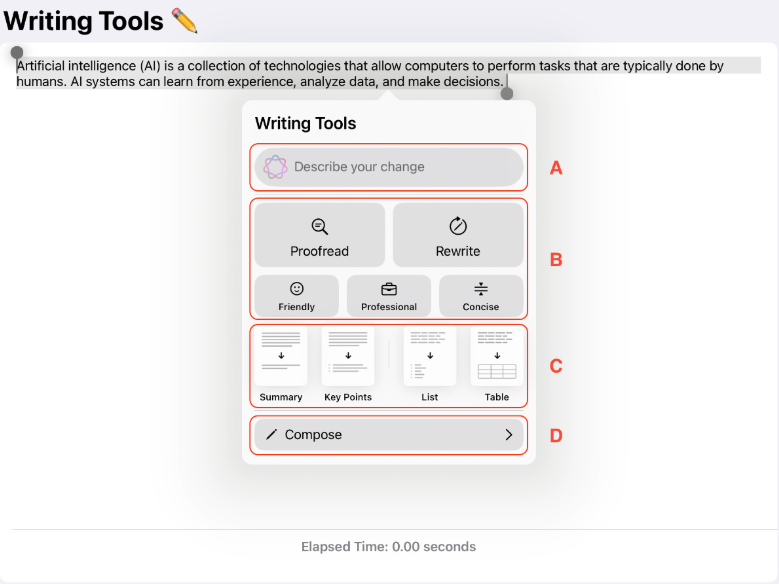 Writing Tools ✏️
Artificial intelligence (AI) is a collection of technologies that allow computers to perform tasks that are typically done by
humans. AI systems can learn from experience, analyze data, and make decisions.
Writing Tools
Describe your change
A
Proofread Rewrite
B
Friendly Professional Concise
C
Summary Key Points List Table
Compose
D
Elapsed Time: 0.00 seconds